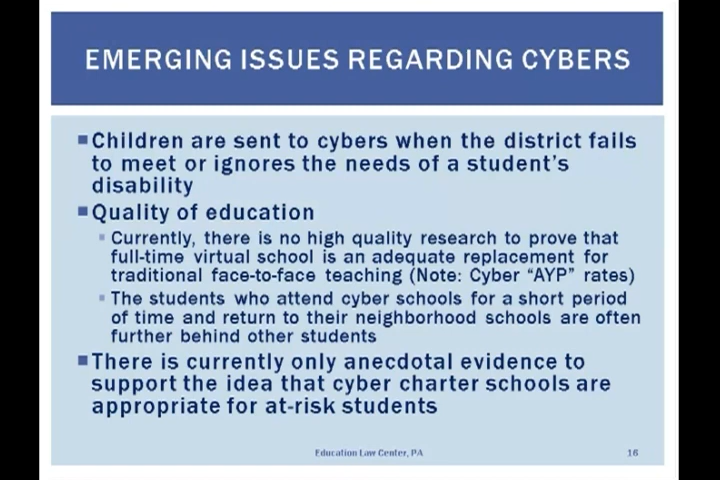 EMERGING ISSUES REGARDING CYBERS
Children are sent to cybers when the district fails
to meet or ignores the needs of a student's
disability
Quality of education
Currently, there is no high quality research to prove that
full-time virtual school is an adequate replacement for
traditional face-to-face teaching (Note: Cyber "AYP" rates)
The students who attend cyber schools for a short period
of time and return to their neighborhood schools are often
further behind other students
There is currently only anecdotal evidence to
support the idea that cyber charter schools are
appropriate for at-risk students
Education Law Center, PA
16